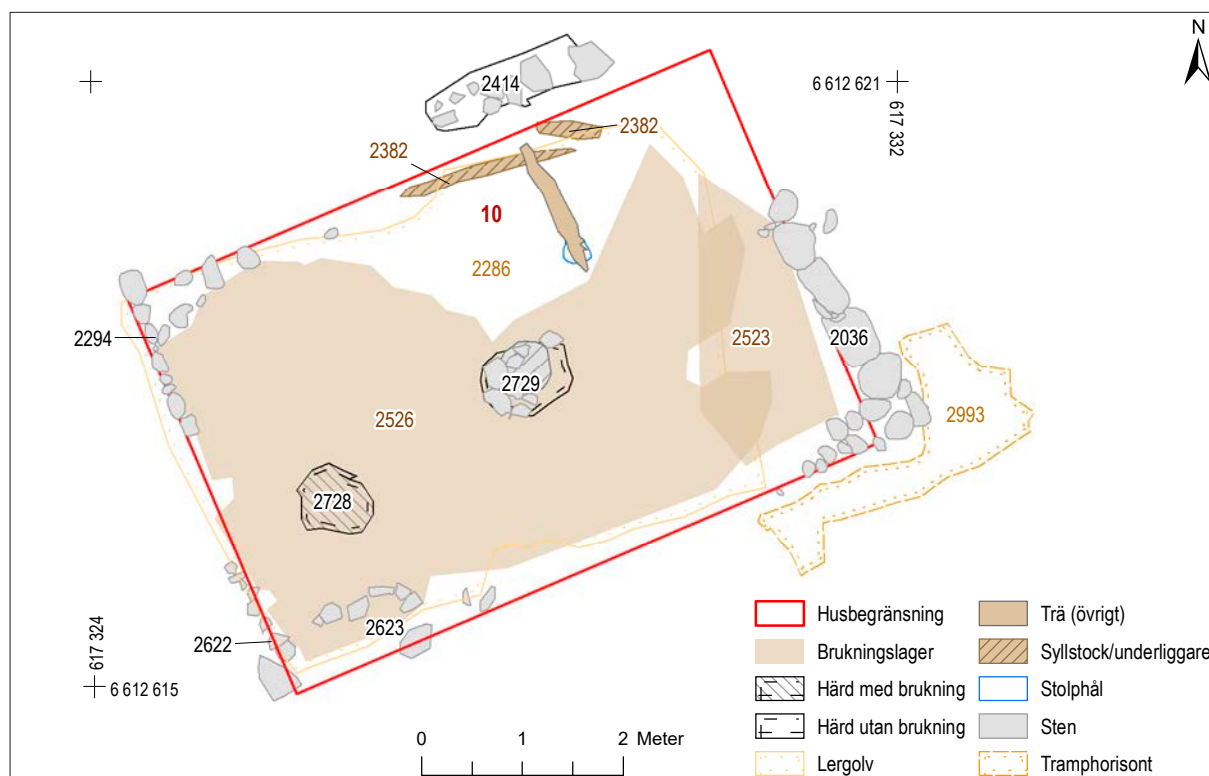 N
2414
6 612 621
617 332
2382
2382
10
2286
2294
2036
2523
2729
2993
2526
2728
2623
2622
617 324
6 612 615
0 1 2 Meter
Husbegränsning
Brukningslager
Härd med brukning
Härd utan brukning
Lergolv
Trä (övrigt)
Syllstock/underliggare
Stolphål
Sten
Tramphorisont